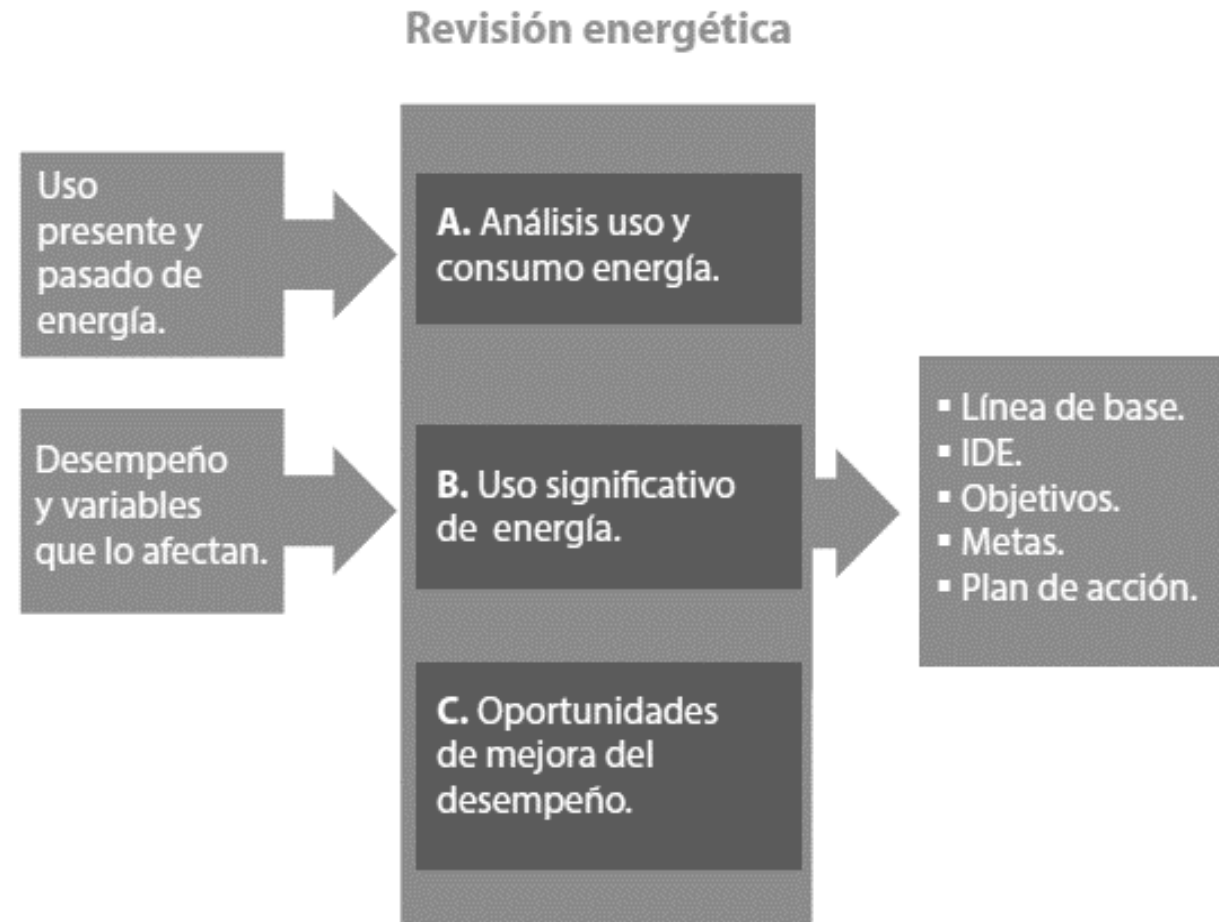 Revisión energética
Uso
presente y
pasado de
energía.
Desempeño
y variables
que lo afectan.
A. Análisis uso y
consumo energía.
B. Uso significativo
de energía.
C. Oportunidades
de mejora del
desempeño.
▪ Línea de base.
▪ IDE.
▪ Objetivos.
▪ Metas.
▪ Plan de acción.